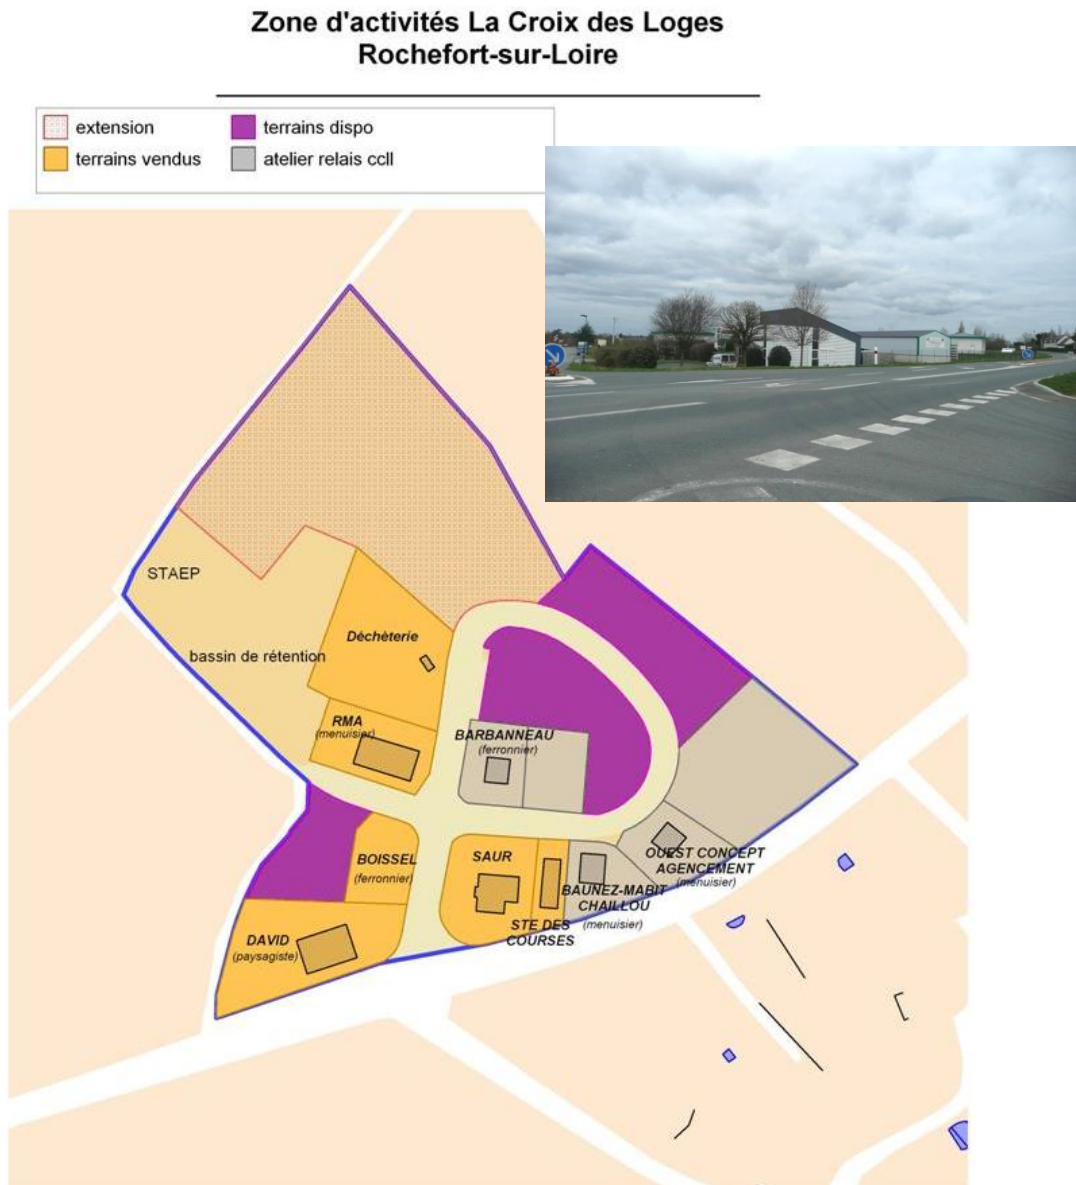 Zone d'activités La Croix des Loges
Rochefort-sur-Loire
extension
terrains dispo
terrains vendus
atelier relais ccll
STAEP
Déchèterie
bassin de rétention
RMA
(menuisier)
BARBANNEAU
(ferronnier)
BOISSEL
(ferronnier)
SAUR
OUEST CONCEPT
AGENCEMENT
(menuisier)
BAUNEZ-MABIT
CHAILLOU
(menuisier)
STE DES
COURSES
DAVID
(paysagiste)